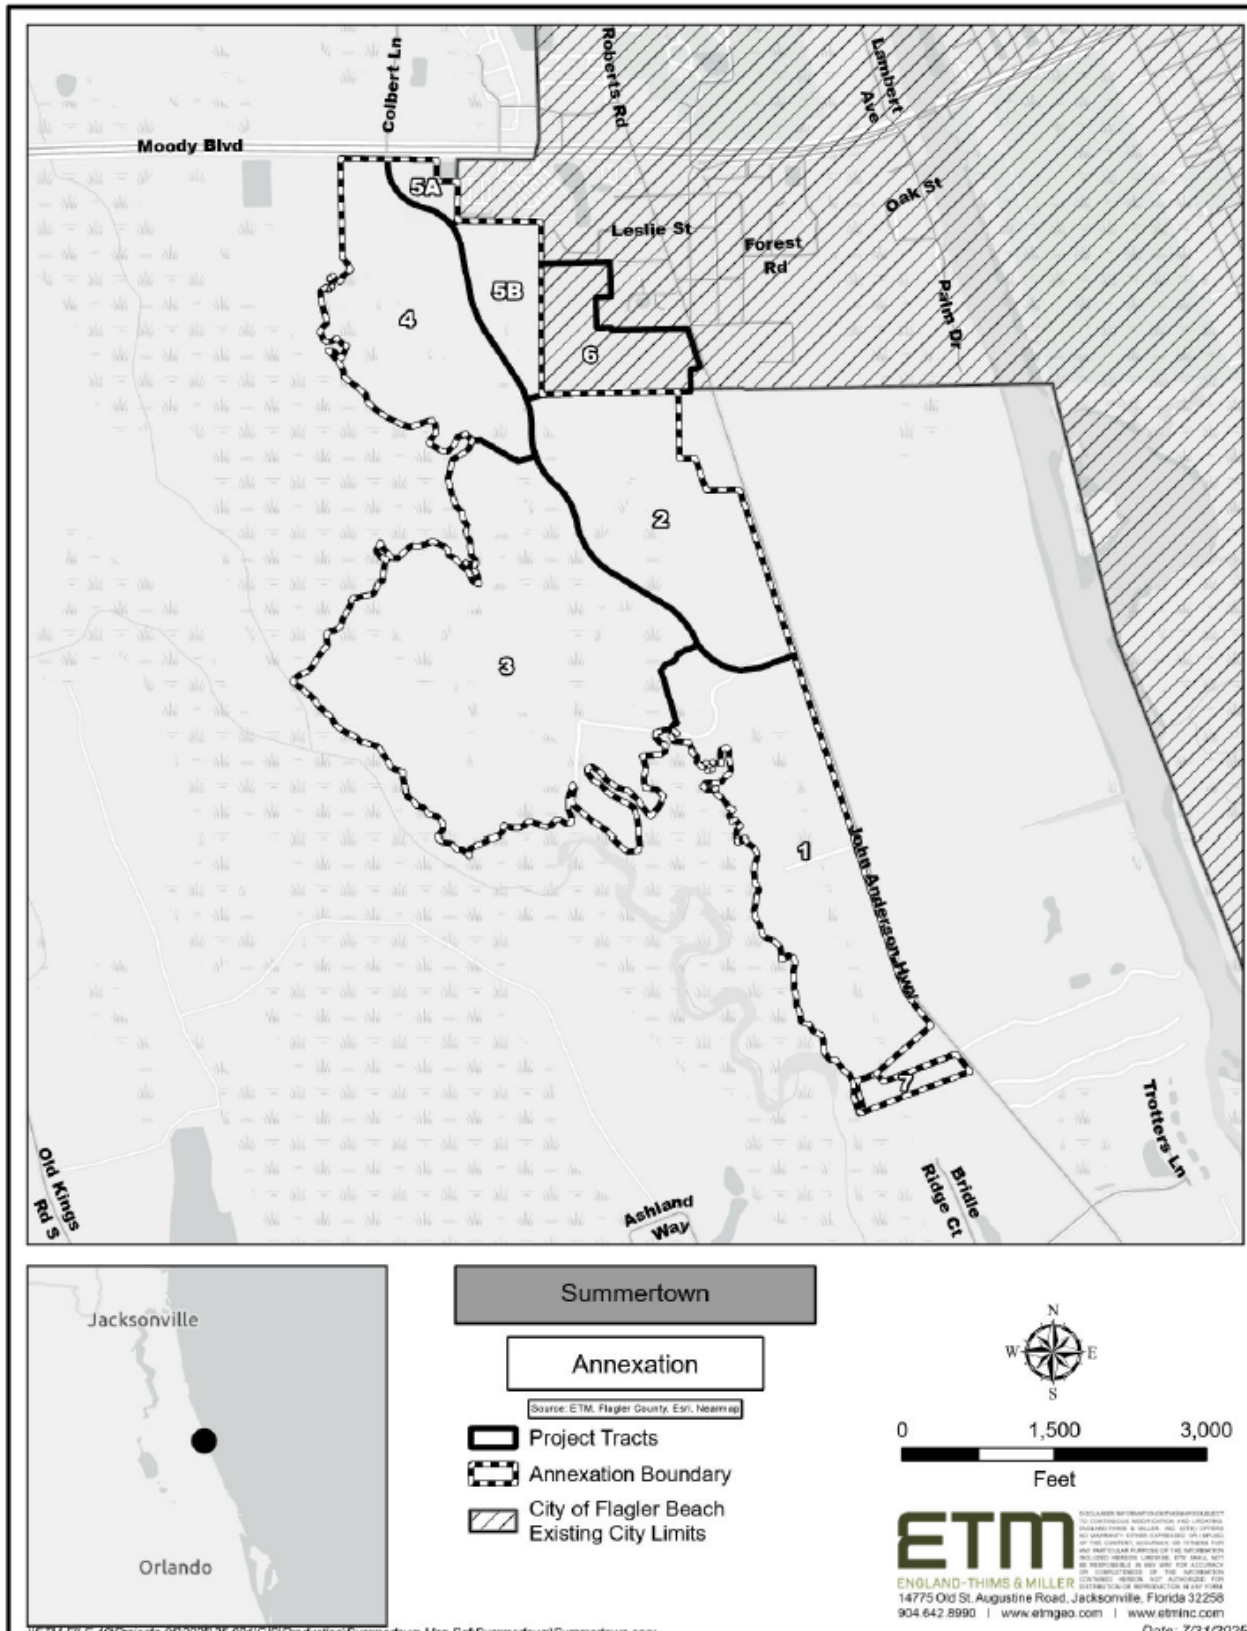 Colbert Ln
Roberts Rd
Lambert
Ave
Moody Blvd
5A
Oak St
Leslie St
Forest
Rd
5B
4
Palm Dr
6
2
3
1
John Anderson Hwy
7
Trotters Ln
Old Kings
Rd S
Ashland
Way
Bridle
Ridge Ct
Jacksonville
Orlando
Summertown
Annexation
Source: ETM, Flagler County, Esri, Nearmap
Project Tracts
Annexation Boundary
City of Flagler Beach
Existing City Limits
N
W E
S
0 1,500 3,000
Feet
ETM
ENGLAND-THIMS & MILLER
14775 Old St. Augustine Road, Jacksonville, Florida 32258
904.642.8990 | www.etmgeo.com | www.etminc.com
Date: 7/31/2025